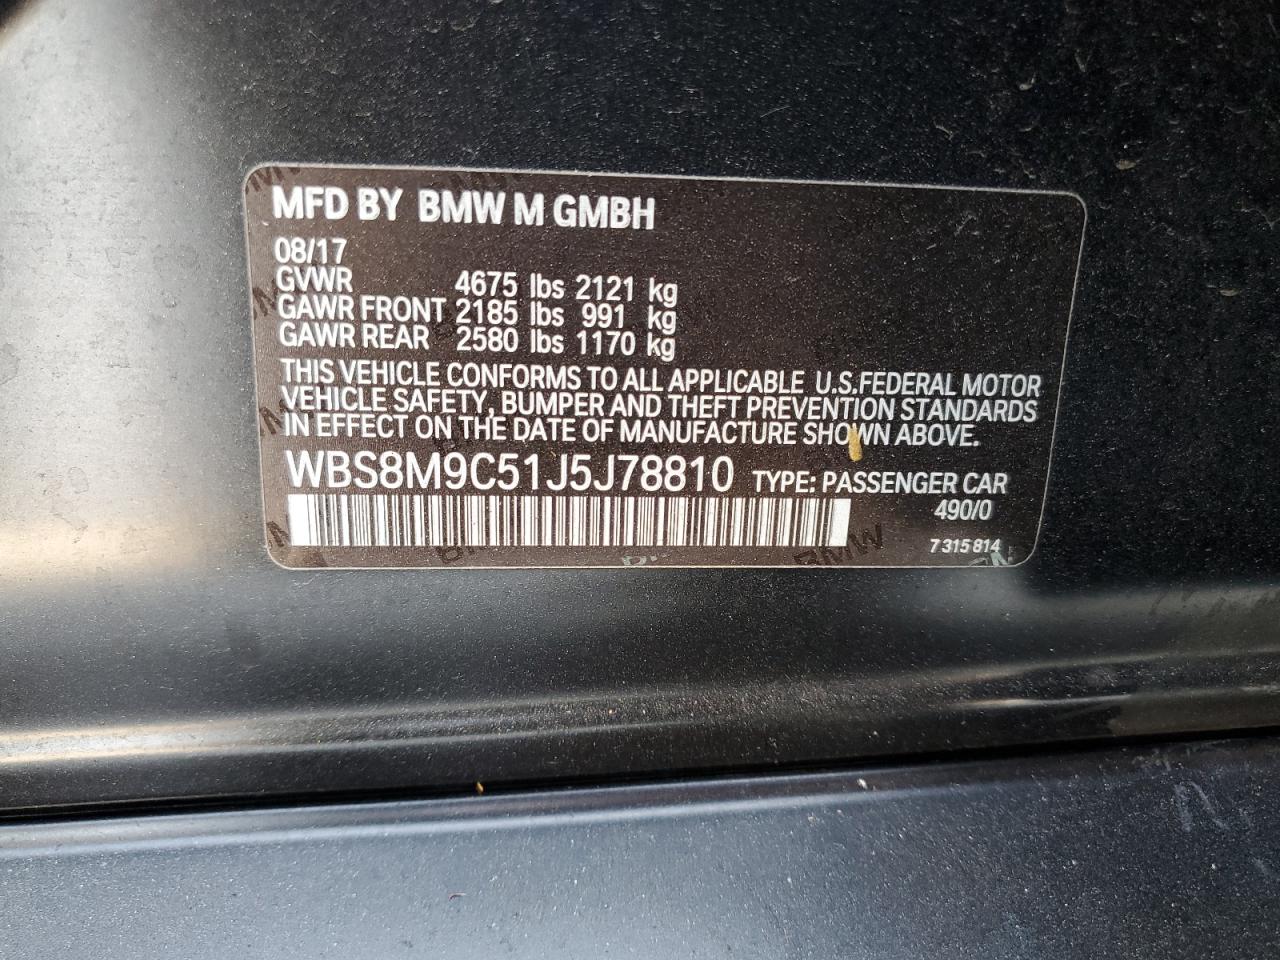 MFD BY BMW M GMBH
08/17
GVWR 4675 lbs 2121 kg
GAWR FRONT 2185 lbs 991 kg
GAWR REAR 2580 lbs 1170 kg
THIS VEHICLE CONFORMS TO ALL APPLICABLE U.S.FEDERAL MOTOR
VEHICLE SAFETY, BUMPER AND THEFT PREVENTION STANDARDS
IN EFFECT ON THE DATE OF MANUFACTURE SHOWN ABOVE.
WBS8M9C51J5J78810 TYPE: PASSENGER CAR
490/0
7 315 814
BMW